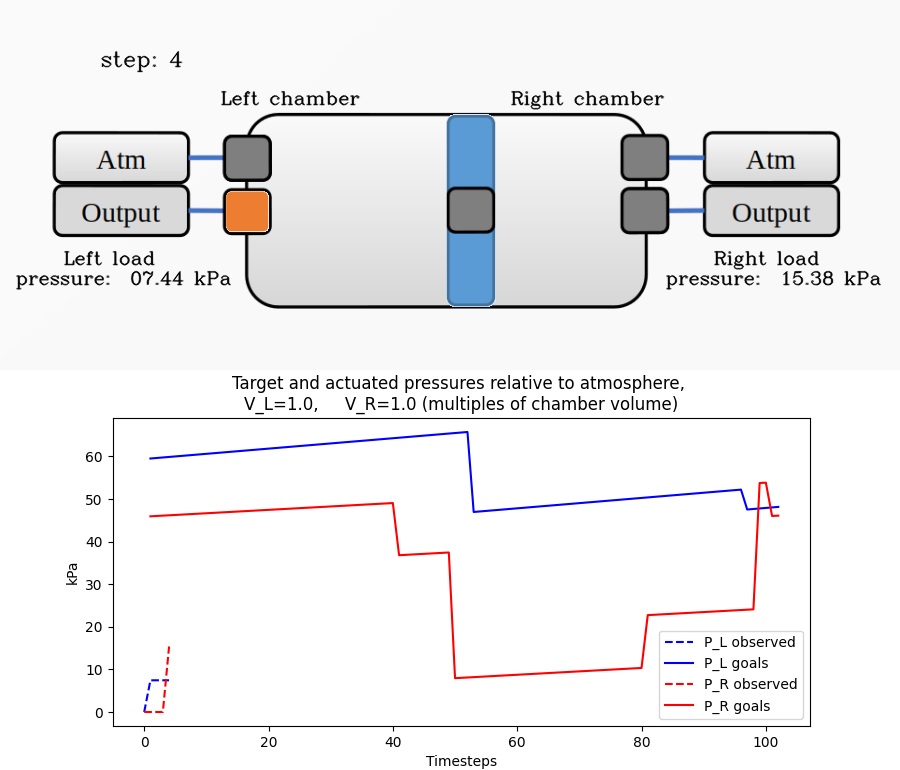 step: 4
Left chamber
Right chamber
Atm
Atm
Output
Output
Left load
pressure: 07.44 kPa
Right load
pressure: 15.38 kPa
Target and actuated pressures relative to atmosphere,
V_L=1.0, V_R=1.0 (multiples of chamber volume)
60
50
40
30
20
10
0
kPa
0 20 40 60 80 100
Timesteps
P_L observed
P_L goals
P_R observed
P_R goals